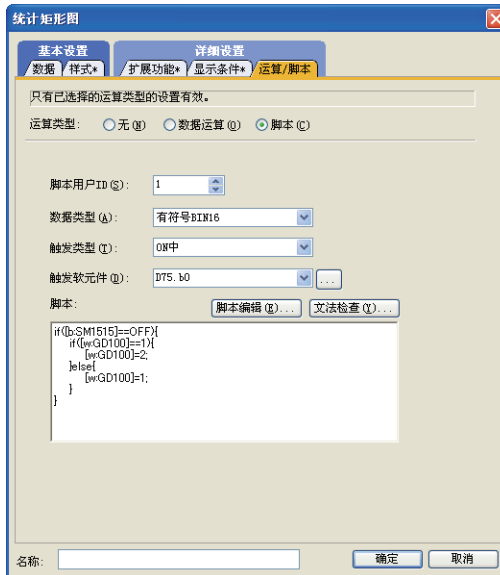 统计矩形图
基本设置 详细设置
数据 样式* 扩展功能* 显示条件* 运算/脚本
只有已选择的运算类型的设置有效。
运算类型: 无(N) 数据运算(O) 脚本(C)
脚本用户ID(S): 1
数据类型(A): 有符号BIN16
触发类型(T): ON中
触发软元件(D): D75.b0 ...
脚本: 脚本编辑(E)... 文法检查(Y)...
if([b:SM1515]==OFF){
if([w:GD100]==1){
[w:GD100]=2;
}else{
[w:GD100]=1;
}
}
名称: 确定 取消